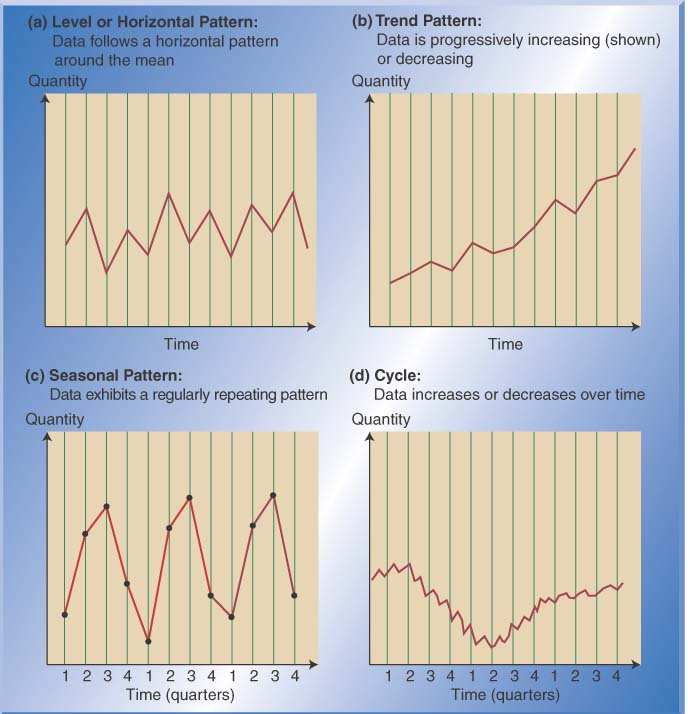 (a) Level or Horizontal Pattern:
Data follows a horizontal pattern
around the mean
Quantity
Time
(b) Trend Pattern:
Data is progressively increasing (shown)
or decreasing
Quantity
Time
(c) Seasonal Pattern:
Data exhibits a regularly repeating pattern
Quantity
1 2 3 4 1 2 3 4 1 2 3 4
Time (quarters)
(d) Cycle:
Data increases or decreases over time
Quantity
1 2 3 4 1 2 3 4 1 2 3 4
Time (quarters)